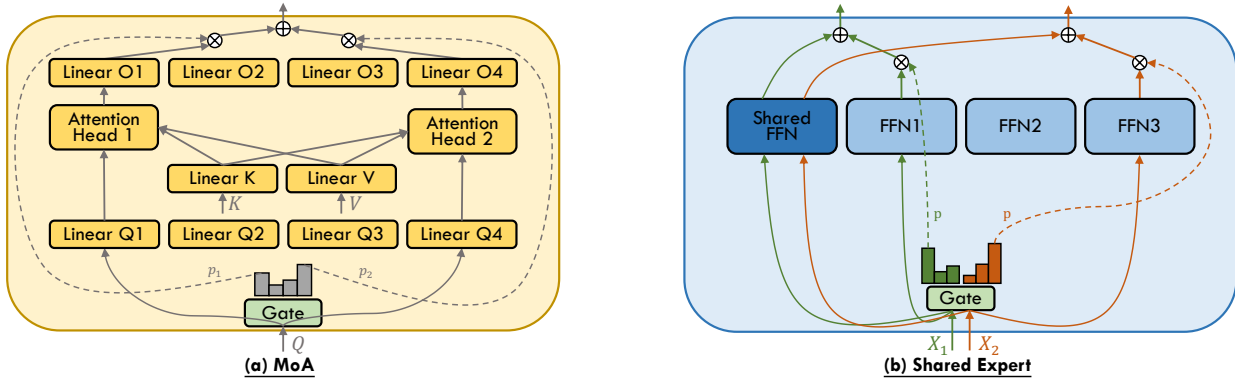 Linear O1
Linear O2
Linear O3
Linear O4
Attention
Head 1
Attention
Head 2
Linear K
Linear V
K
V
Linear Q1
Linear Q2
Linear Q3
Linear Q4
p1
p2
Gate
Q
(a) MoA
Shared
FFN
FFN1
FFN2
FFN3
p
p
Gate
X1
X2
(b) Shared Expert